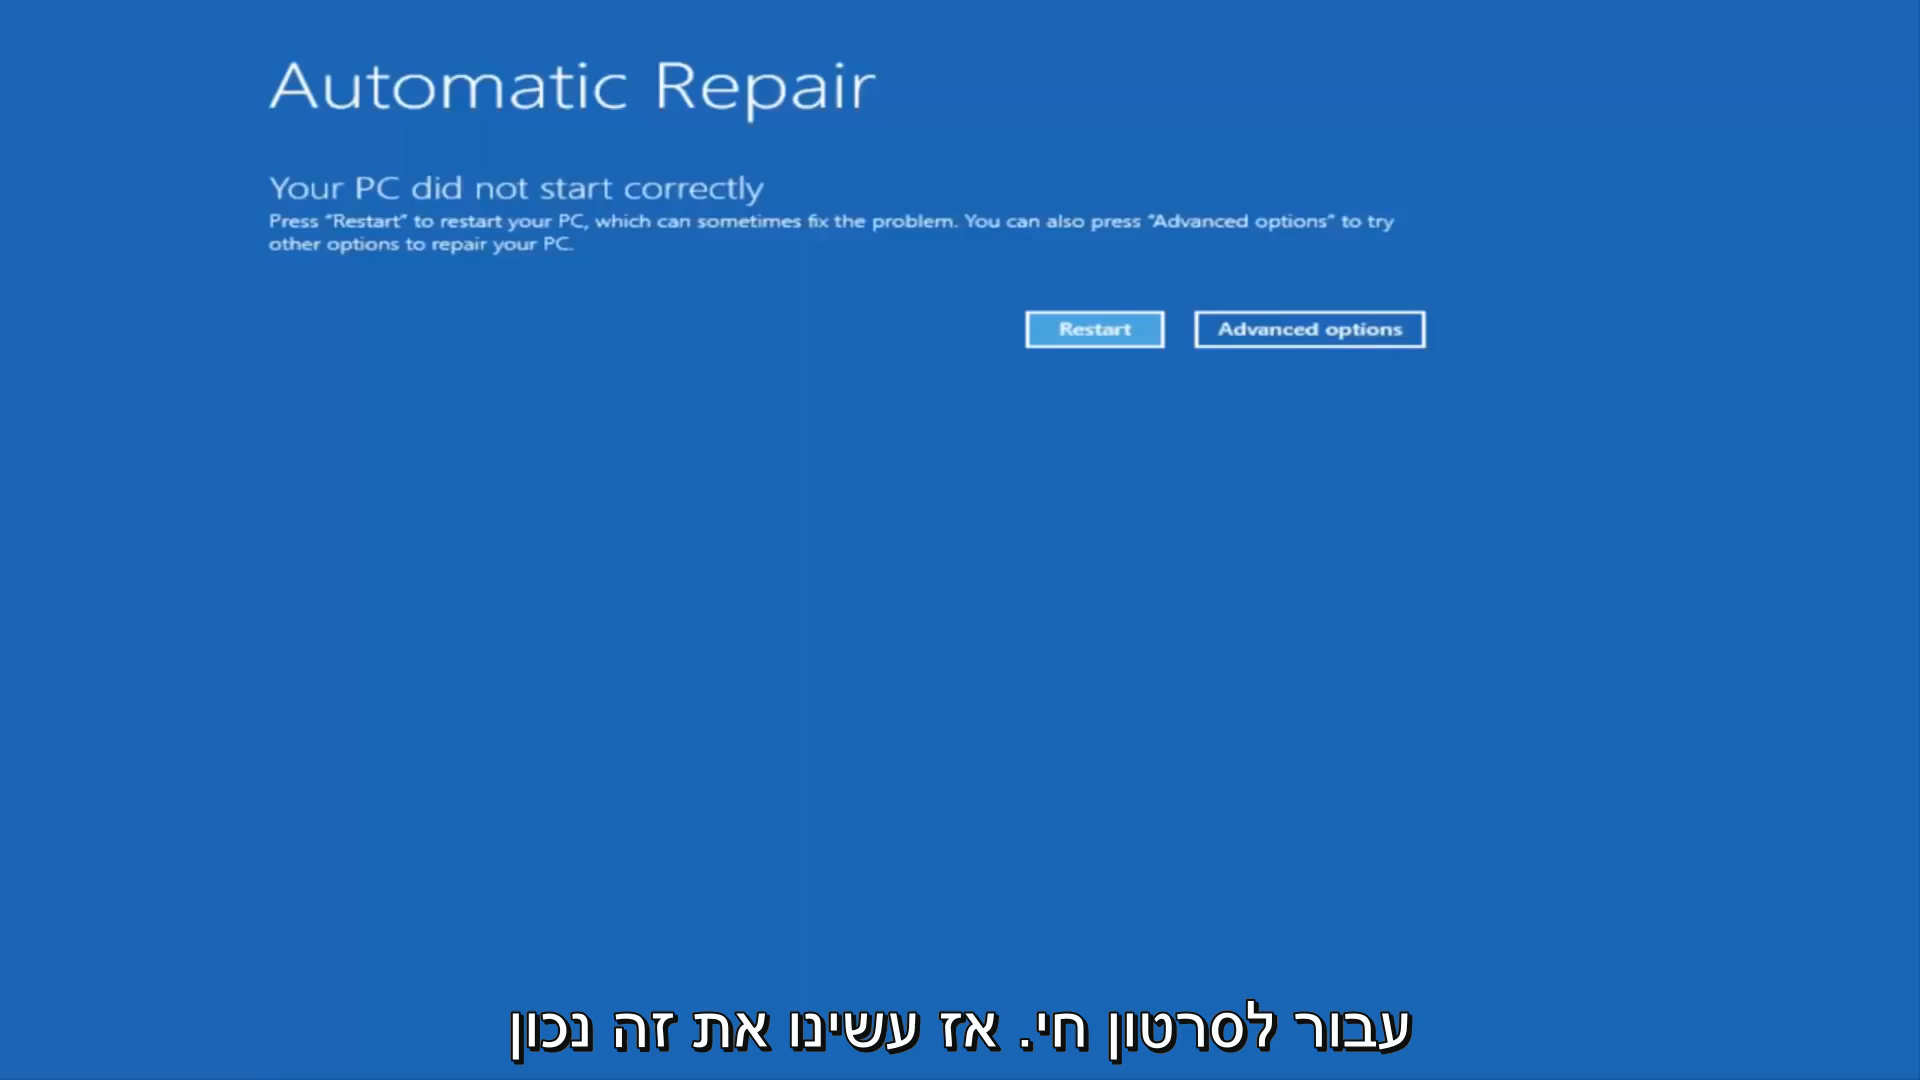 Automatic Repair
Your PC did not start correctly
Press “Restart” to restart your PC, which can sometimes fix the problem. You can also press “Advanced options” to try
other options to repair your PC.
Restart
Advanced options
עבור לסרטון חי. אז עשינו את זה נכון